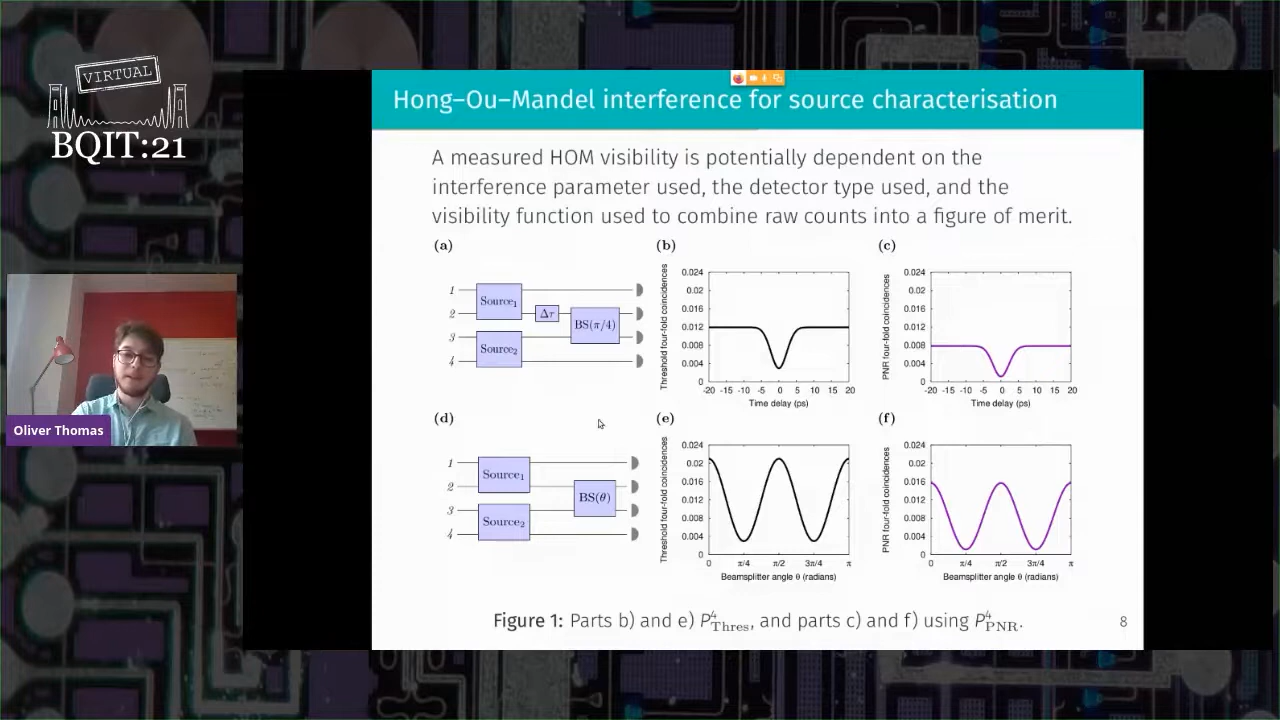 VIRTUAL
BQIT:21
Oliver Thomas
Hong–Ou–Mandel interference for source characterisation
A measured HOM visibility is potentially dependent on the
interference parameter used, the detector type used, and the
visibility function used to combine raw counts into a figure of merit.
(a)
1
2
3
4
Source₁
Source₂
Δτ
BS(π/4)
(b)
Threshold four-fold coincidences
0.024
0.02
0.016
0.012
0.008
0.004
0
-20 -15 -10 -5 0 5 10 15 20
Time delay (ps)
(c)
PNR four-fold coincidences
0.024
0.02
0.016
0.012
0.008
0.004
0
-20 -15 -10 -5 0 5 10 15 20
Time delay (ps)
(d)
1
2
3
4
Source₁
Source₂
BS(θ)
(e)
Threshold four-fold coincidences
0.024
0.02
0.016
0.012
0.008
0.004
0
0 π/4 π/2 3π/4 π
Beamsplitter angle θ (radians)
(f)
PNR four-fold coincidences
0.024
0.02
0.016
0.012
0.008
0.004
0
0 π/4 π/2 3π/4 π
Beamsplitter angle θ (radians)
Figure 1: Parts b) and e) P⁴Thres, and parts c) and f) using P⁴PNR.
8